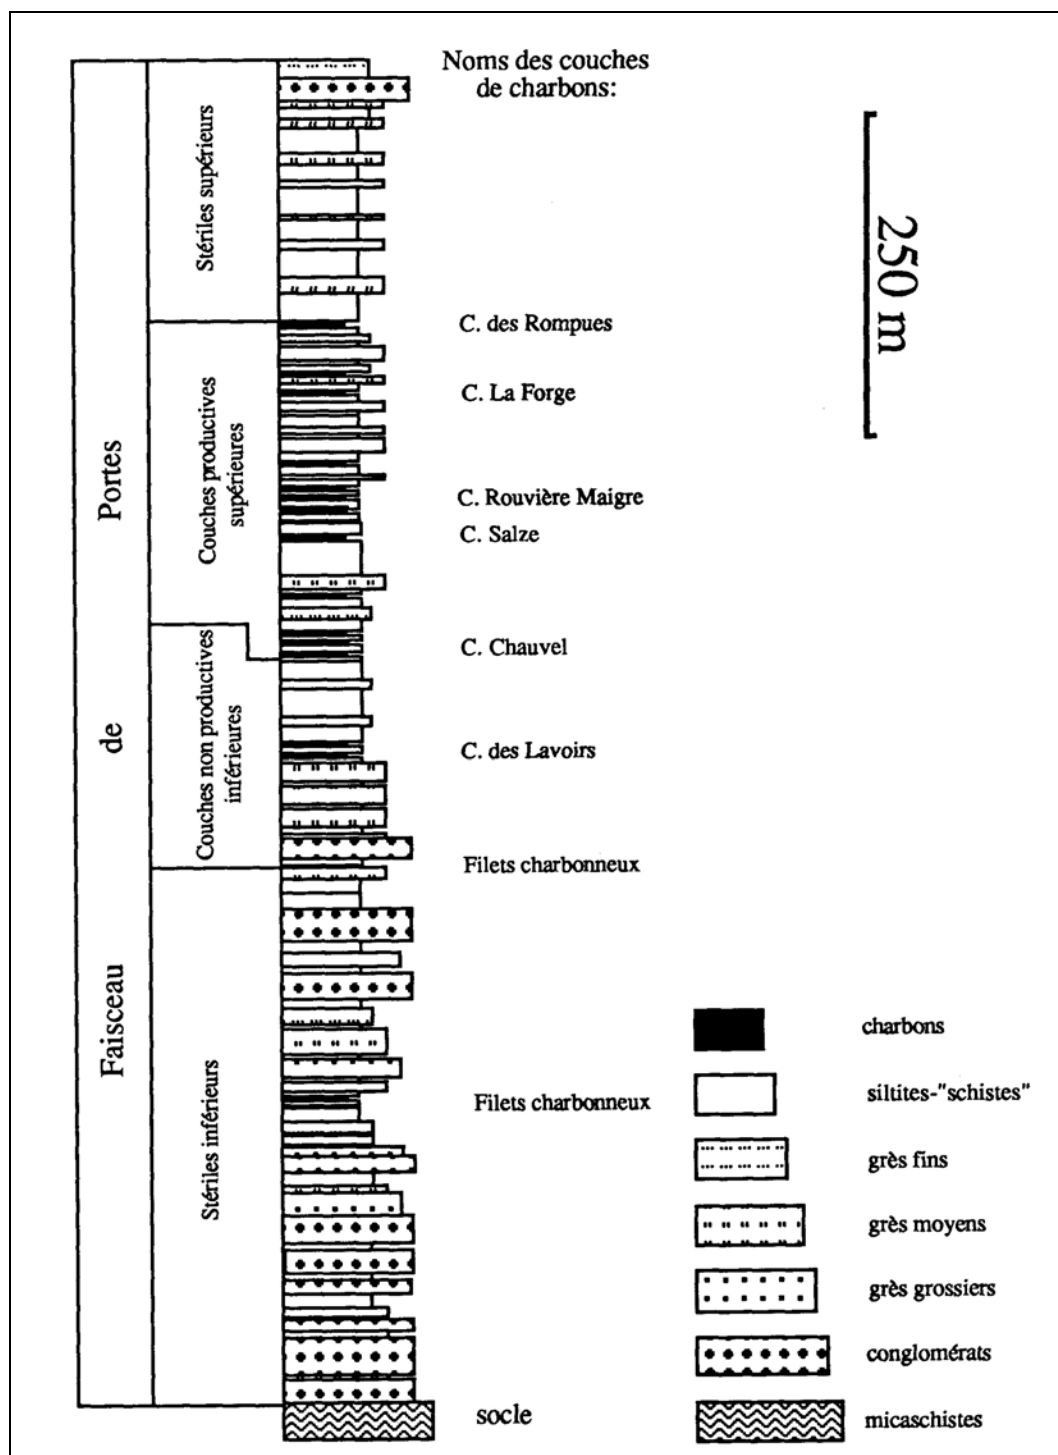 Noms des couches
de charbons:
Stériles supérieurs
250 m
C. des Rompues
C. La Forge
Couches productives
supérieures
Portes
C. Rouvière Maigre
C. Salze
C. Chauvel
Couches non productives
inférieures
de
C. des Lavoirs
Filets charbonneux
Faisceau
Stériles inférieurs
Filets charbonneux
socle
charbons
siltites-"schistes"
grès fins
grès moyens
grès grossiers
conglomérats
micaschistes